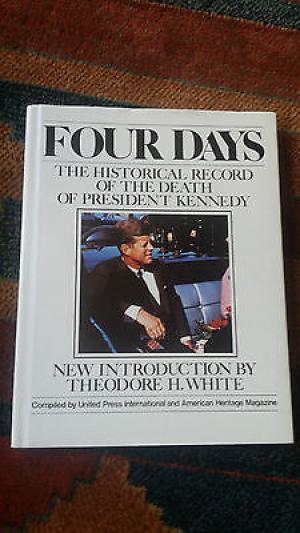 FOUR DAYS
THE HISTORICAL RECORD
OF THE DEATH
OF PRESIDENT KENNEDY
NEW INTRODUCTION BY
THEODORE H. WHITE
Compiled by United Press International and American Heritage Magazine